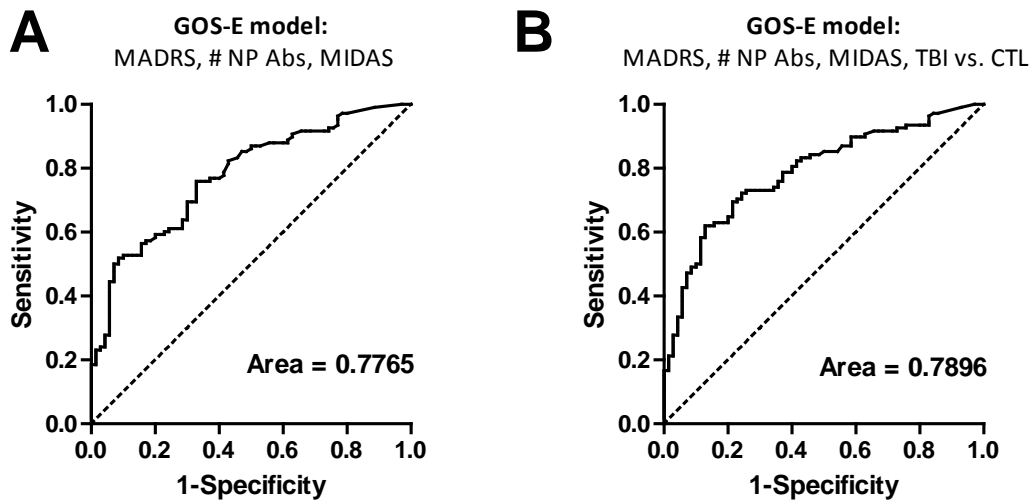 A
GOS-E model:
MADRS, # NP Abs, MIDAS
1.0
0.8
0.6
0.4
0.2
0.0
Sensitivity
Area = 0.7765
0.0 0.2 0.4 0.6 0.8 1.0
1-Specificity
B
GOS-E model:
MADRS, # NP Abs, MIDAS, TBI vs. CTL
1.0
0.8
0.6
0.4
0.2
0.0
Sensitivity
Area = 0.7896
0.0 0.2 0.4 0.6 0.8 1.0
1-Specificity